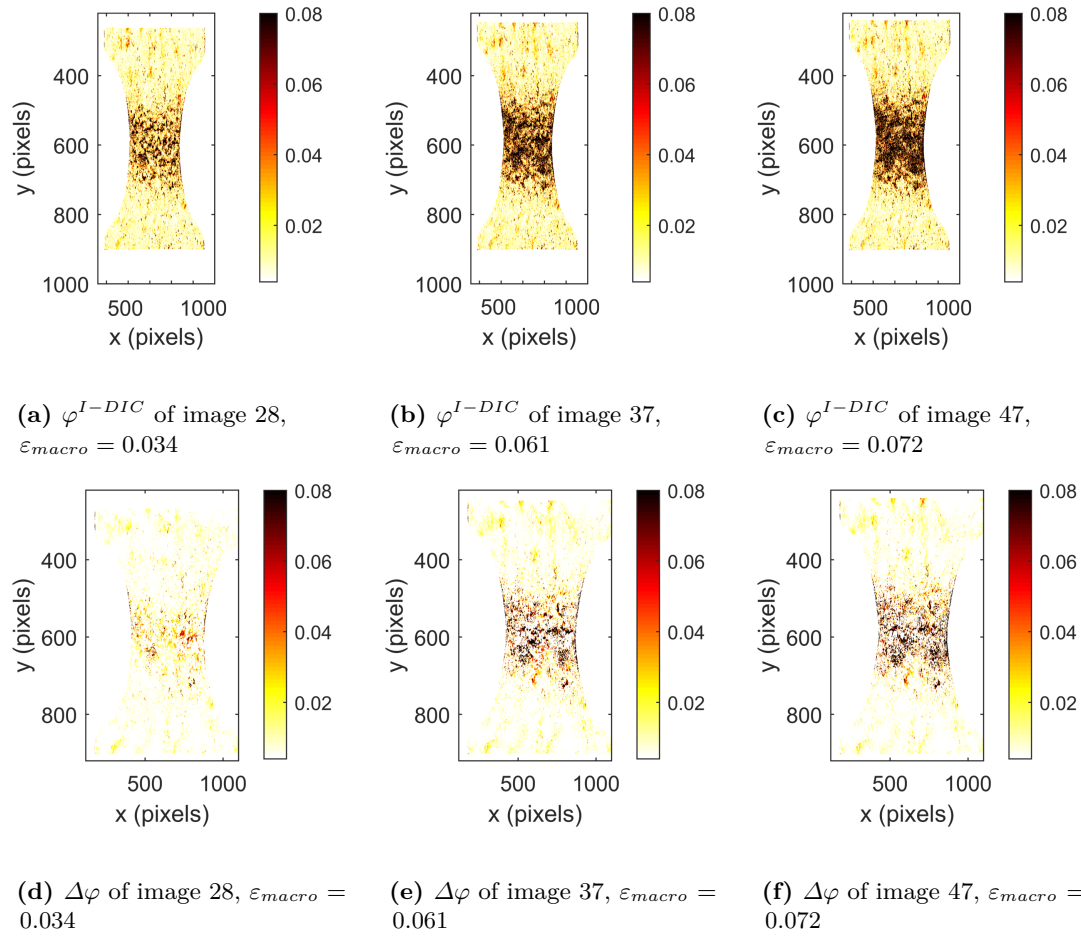 0.08
0.06
0.04
0.02
400
600
800
1000
y (pixels)
500 1000
x (pixels)
0.08
0.06
0.04
0.02
400
600
800
1000
y (pixels)
500 1000
x (pixels)
0.08
0.06
0.04
0.02
400
600
800
1000
y (pixels)
500 1000
x (pixels)
(a) φ^{I−DIC} of image 28,
ε_{macro} = 0.034
(b) φ^{I−DIC} of image 37,
ε_{macro} = 0.061
(c) φ^{I−DIC} of image 47,
ε_{macro} = 0.072
0.08
0.06
0.04
0.02
400
600
800
y (pixels)
500 1000
x (pixels)
0.08
0.06
0.04
0.02
400
600
800
y (pixels)
500 1000
x (pixels)
0.08
0.06
0.04
0.02
400
600
800
y (pixels)
500 1000
x (pixels)
(d) Δφ of image 28, ε_{macro} =
0.034
(e) Δφ of image 37, ε_{macro} =
0.061
(f) Δφ of image 47, ε_{macro} =
0.072